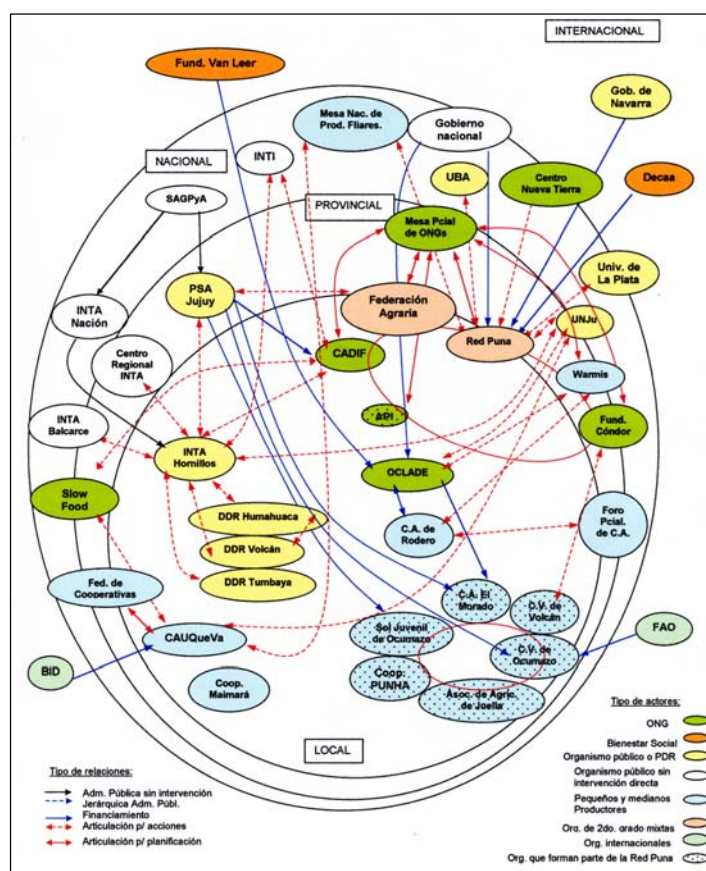 INTERNACIONAL
Fund. Van Leer
Gob. de
Navarra
Mesa Nac. de
Prod. Fliares.
Gobierno
nacional
NACIONAL
INTI
UBA
Centro
Nueva Tierra
Decaa
SAGPyA
PROVINCIAL
Mesa Pcial
de ONGs
Univ. de
La Plata
PSA
Jujuy
Federación
Agraria
INTA
Nación
UNJu
Red Puna
Centro
Regional
INTA
CADIF
Warmis
API
Fund.
Cóndor
INTA
Balcarce
INTA
Hornillos
OCLADE
Slow
Food
DDR Humahuaca
C.A. de
Rodero
Foro
Pcial.
de C.A.
DDR Volcán
DDR Tumbaya
Fed. de
Cooperativas
C.A. El
Morado
C.V. de
Volcán
Sol Juvenil
de Ocumazo
CAUQueVa
FAO
C.V. de
Ocumazo
BID
Coop.
PUNHA
Coop.
Maimará
Asoc. de Agric.
de Joella
Tipo de actores:
ONG
Bienestar Social
Organismo público o PDR
Organismo público sin
intervención directa
Pequeños y medianos
Productores
Org. de 2do. grado mixtas
Org. internacionales
Org. que forman parte de la Red Puna
LOCAL
Tipo de relaciones:
Adm. Pública sin intervención
Jerárquica Adm. Públ.
Financiamiento
Articulación p/ acciones
Articulación p/ planificación